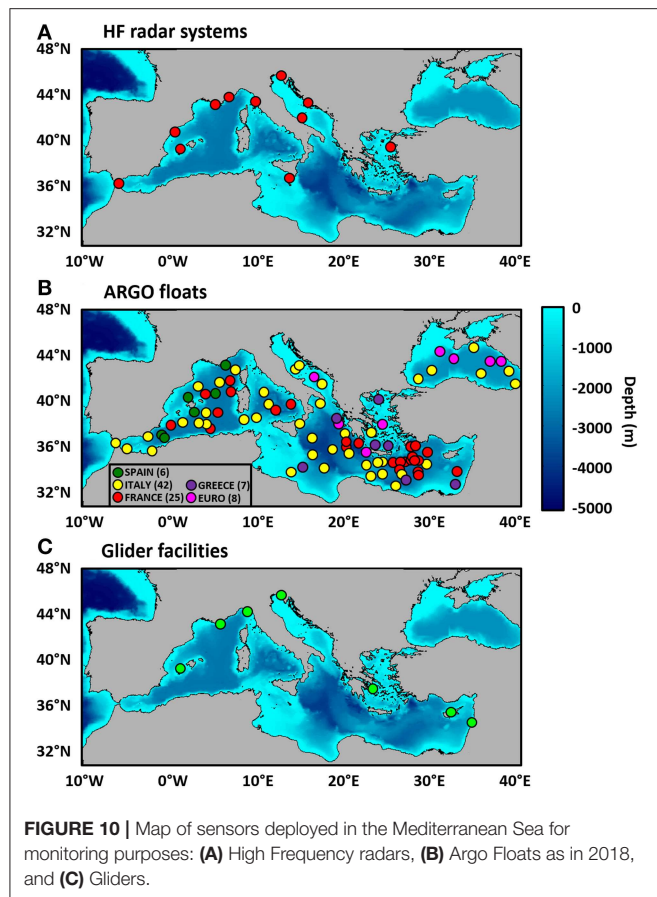 A
HF radar systems
48°N
44°N
40°N
36°N
32°N
10°W
0°W
10°E
20°E
30°E
40°E
B
ARGO floats
48°N
44°N
40°N
36°N
32°N
SPAIN (6)
ITALY (42)
FRANCE (25)
GREECE (7)
EURO (8)
10°W
0°W
10°E
20°E
30°E
40°E
0
-1000
-2000
-3000
-4000
-5000
Depth (m)
C
Glider facilities
48°N
44°N
40°N
36°N
32°N
10°W
0°W
10°E
20°E
30°E
40°E
FIGURE 10 | Map of sensors deployed in the Mediterranean Sea for
monitoring purposes: (A) High Frequency radars, (B) Argo Floats as in 2018,
and (C) Gliders.